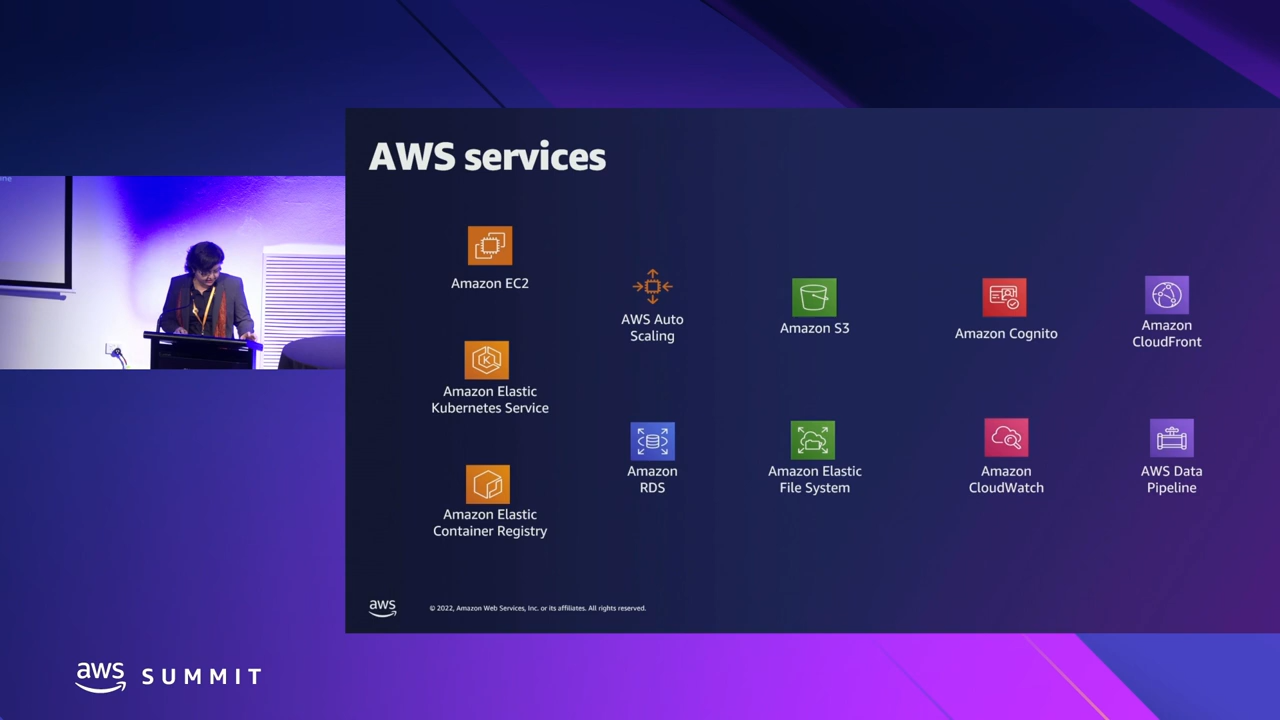 AWS services
Amazon EC2
Amazon Elastic
Kubernetes Service
Amazon Elastic
Container Registry
AWS Auto
Scaling
Amazon
RDS
Amazon S3
Amazon Elastic
File System
Amazon Cognito
Amazon
CloudWatch
Amazon
CloudFront
AWS Data
Pipeline
aws
© 2022, Amazon Web Services, Inc. or its affiliates. All rights reserved.
aws SUMMIT